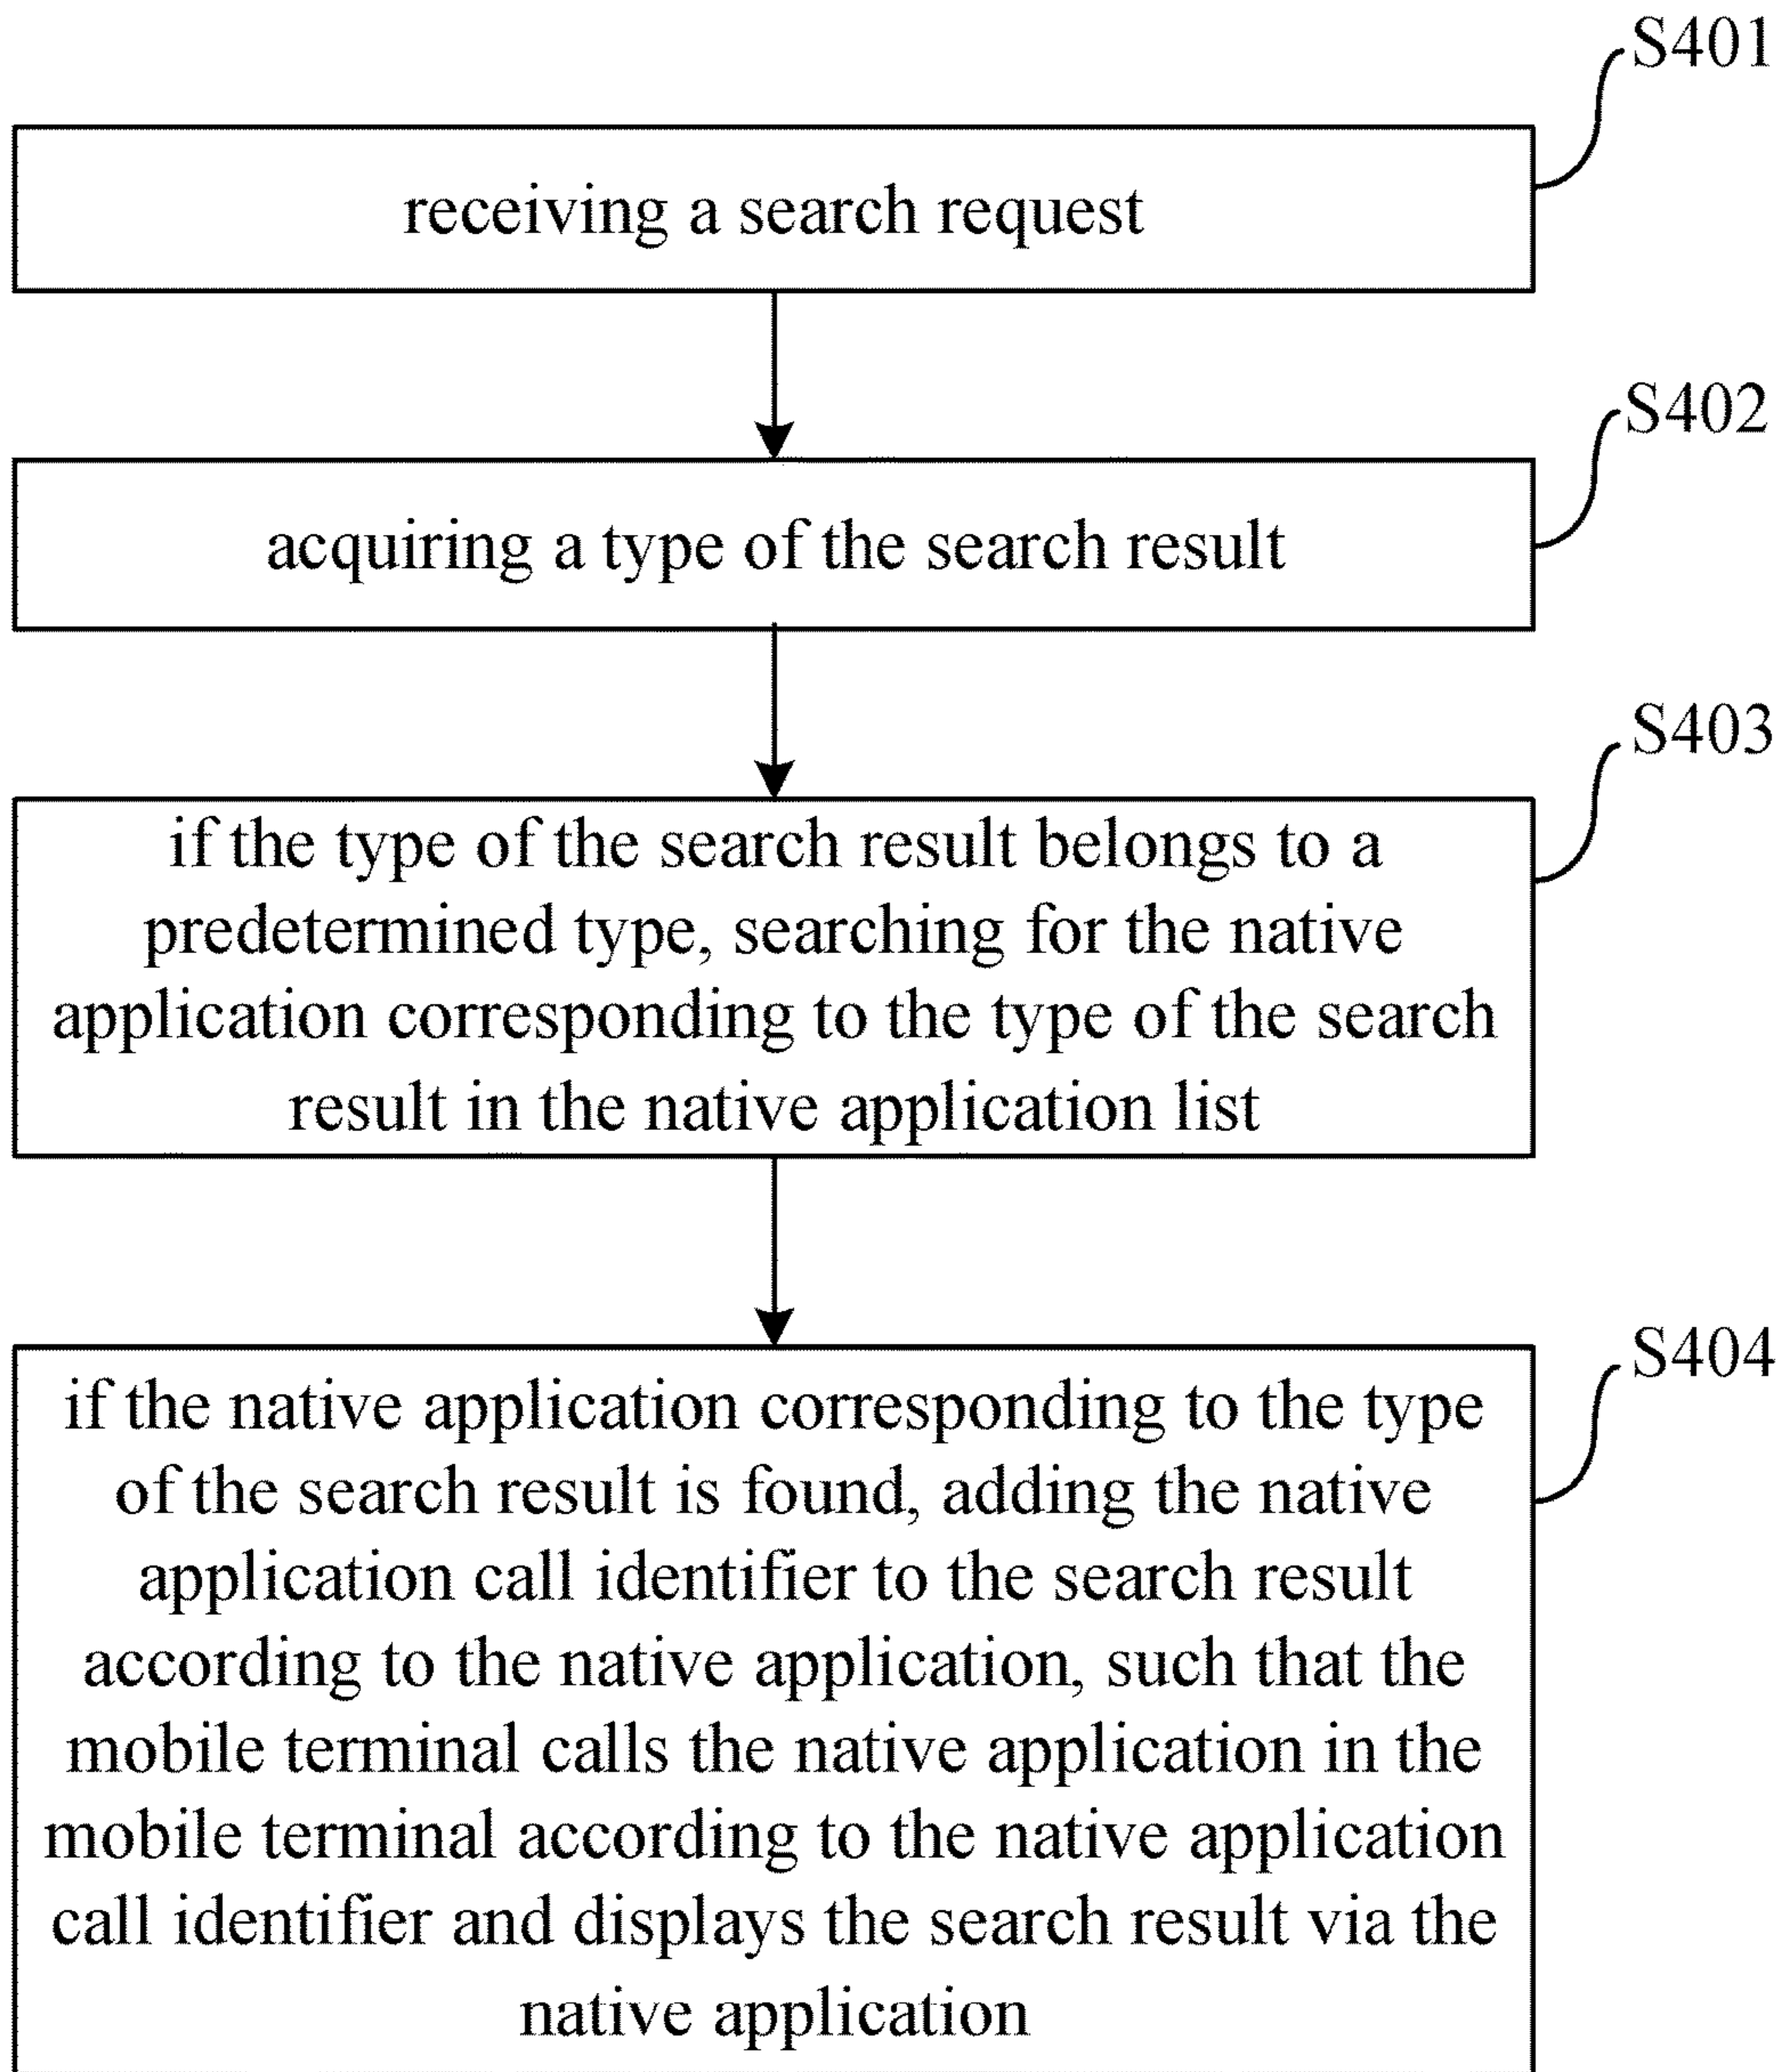 S401
receiving a search request
S402
acquiring a type of the search result
S403
if the type of the search result belongs to a
predetermined type, searching for the native
application corresponding to the type of the search
result in the native application list
S404
if the native application corresponding to the type
of the search result is found, adding the native
application call identifier to the search result
according to the native application, such that the
mobile terminal calls the native application in the
mobile terminal according to the native application
call identifier and displays the search result via the
native application